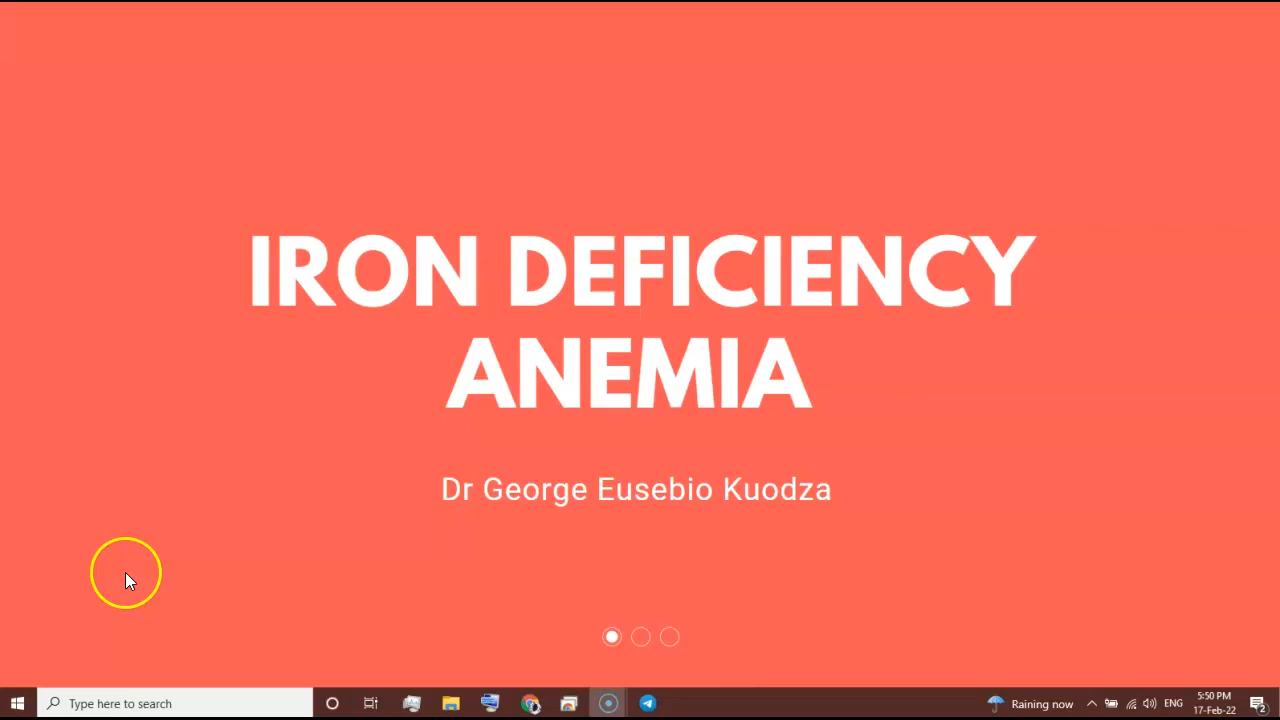 IRON DEFICIENCY
ANEMIA
Dr George Eusebio Kuodza
Type here to search
Raining now
ENG
5:50 PM
17-Feb-22
2